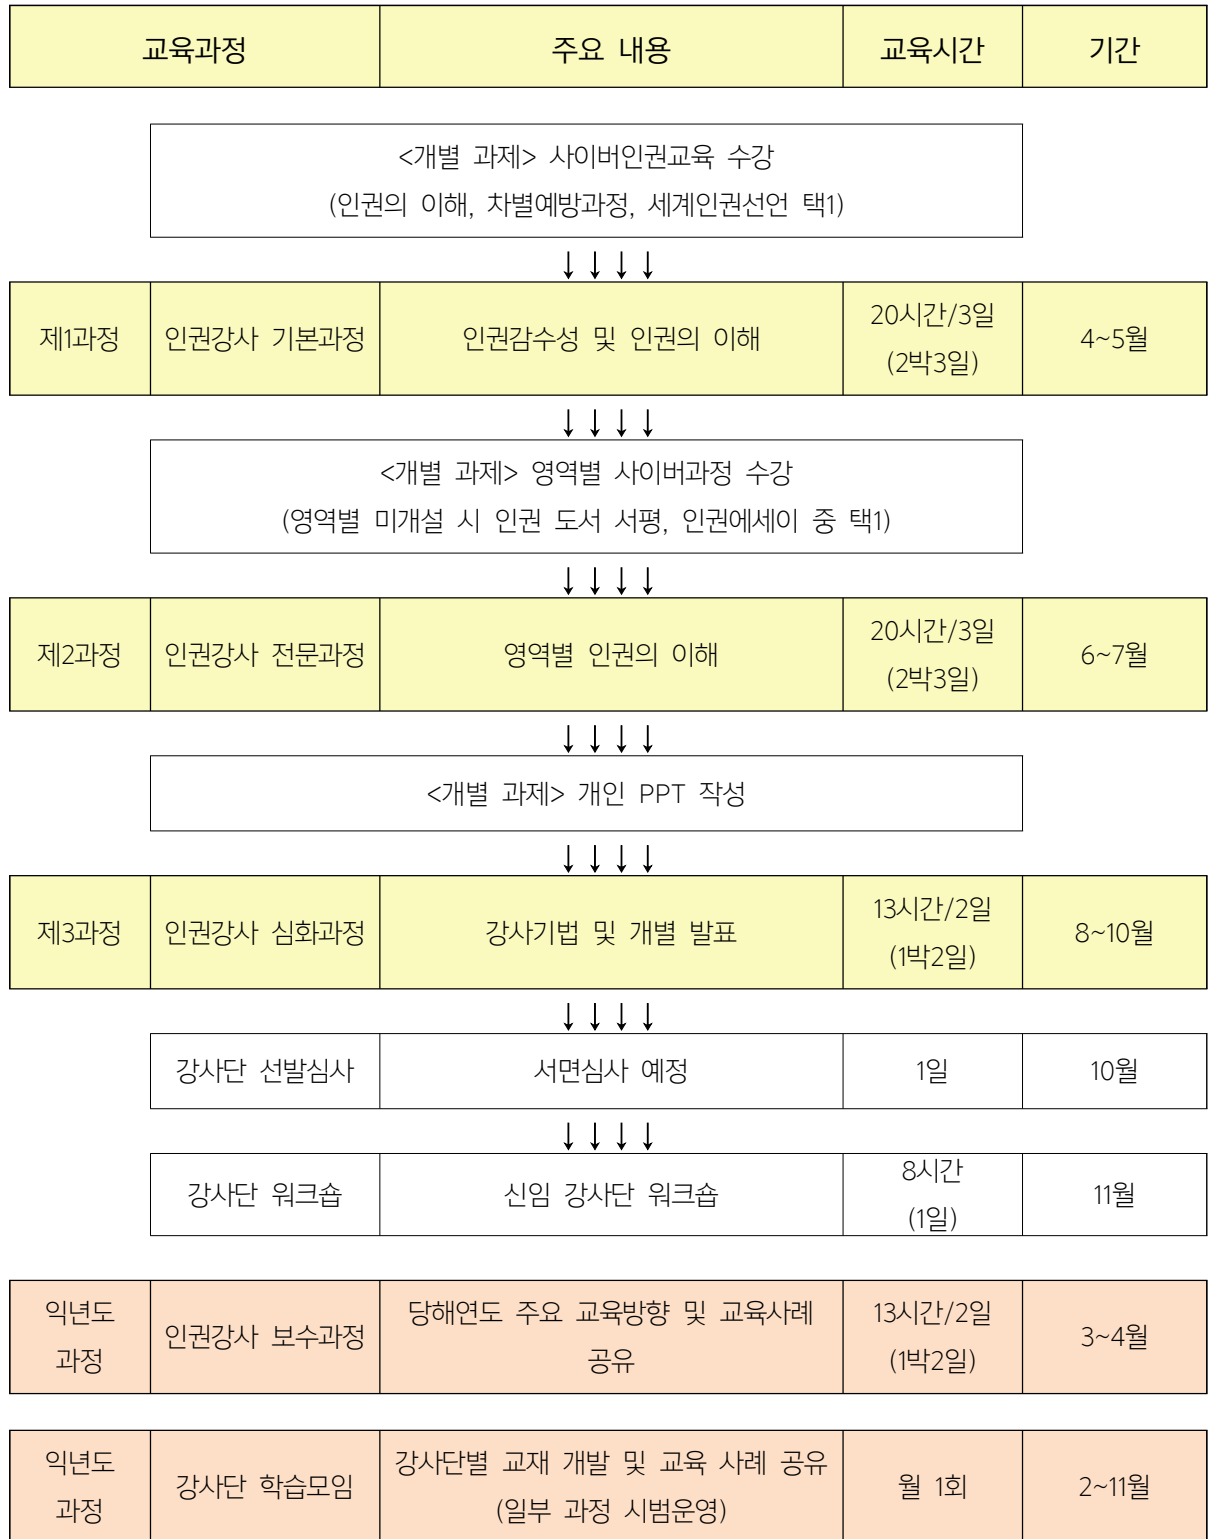 교육과정 주요 내용 교육시간 기간
<개별 과제> 사이버인권교육 수강
(인권의 이해, 차별예방과정, 세계인권선언 택1)
↓↓↓↓
제1과정 인권강사 기본과정 인권감수성 및 인권의 이해 20시간/3일
(2박3일) 4~5월
↓↓↓↓
<개별 과제> 영역별 사이버과정 수강
(영역별 미개설 시 인권 도서 서평, 인권에세이 중 택1)
↓↓↓↓
제2과정 인권강사 전문과정 영역별 인권의 이해 20시간/3일
(2박3일) 6~7월
↓↓↓↓
<개별 과제> 개인 PPT 작성
↓↓↓↓
제3과정 인권강사 심화과정 강사기법 및 개별 발표 13시간/2일
(1박2일) 8~10월
↓↓↓↓
강사단 선발심사 서면심사 예정 1일 10월
↓↓↓↓
강사단 워크숍 신임 강사단 워크숍 8시간
(1일) 11월
익년도
과정 인권강사 보수과정 당해연도 주요 교육방향 및 교육사례
공유 13시간/2일
(1박2일) 3~4월
익년도
과정 강사단 학습모임 강사단별 교재 개발 및 교육 사례 공유
(일부 과정 시범운영) 월 1회 2~11월